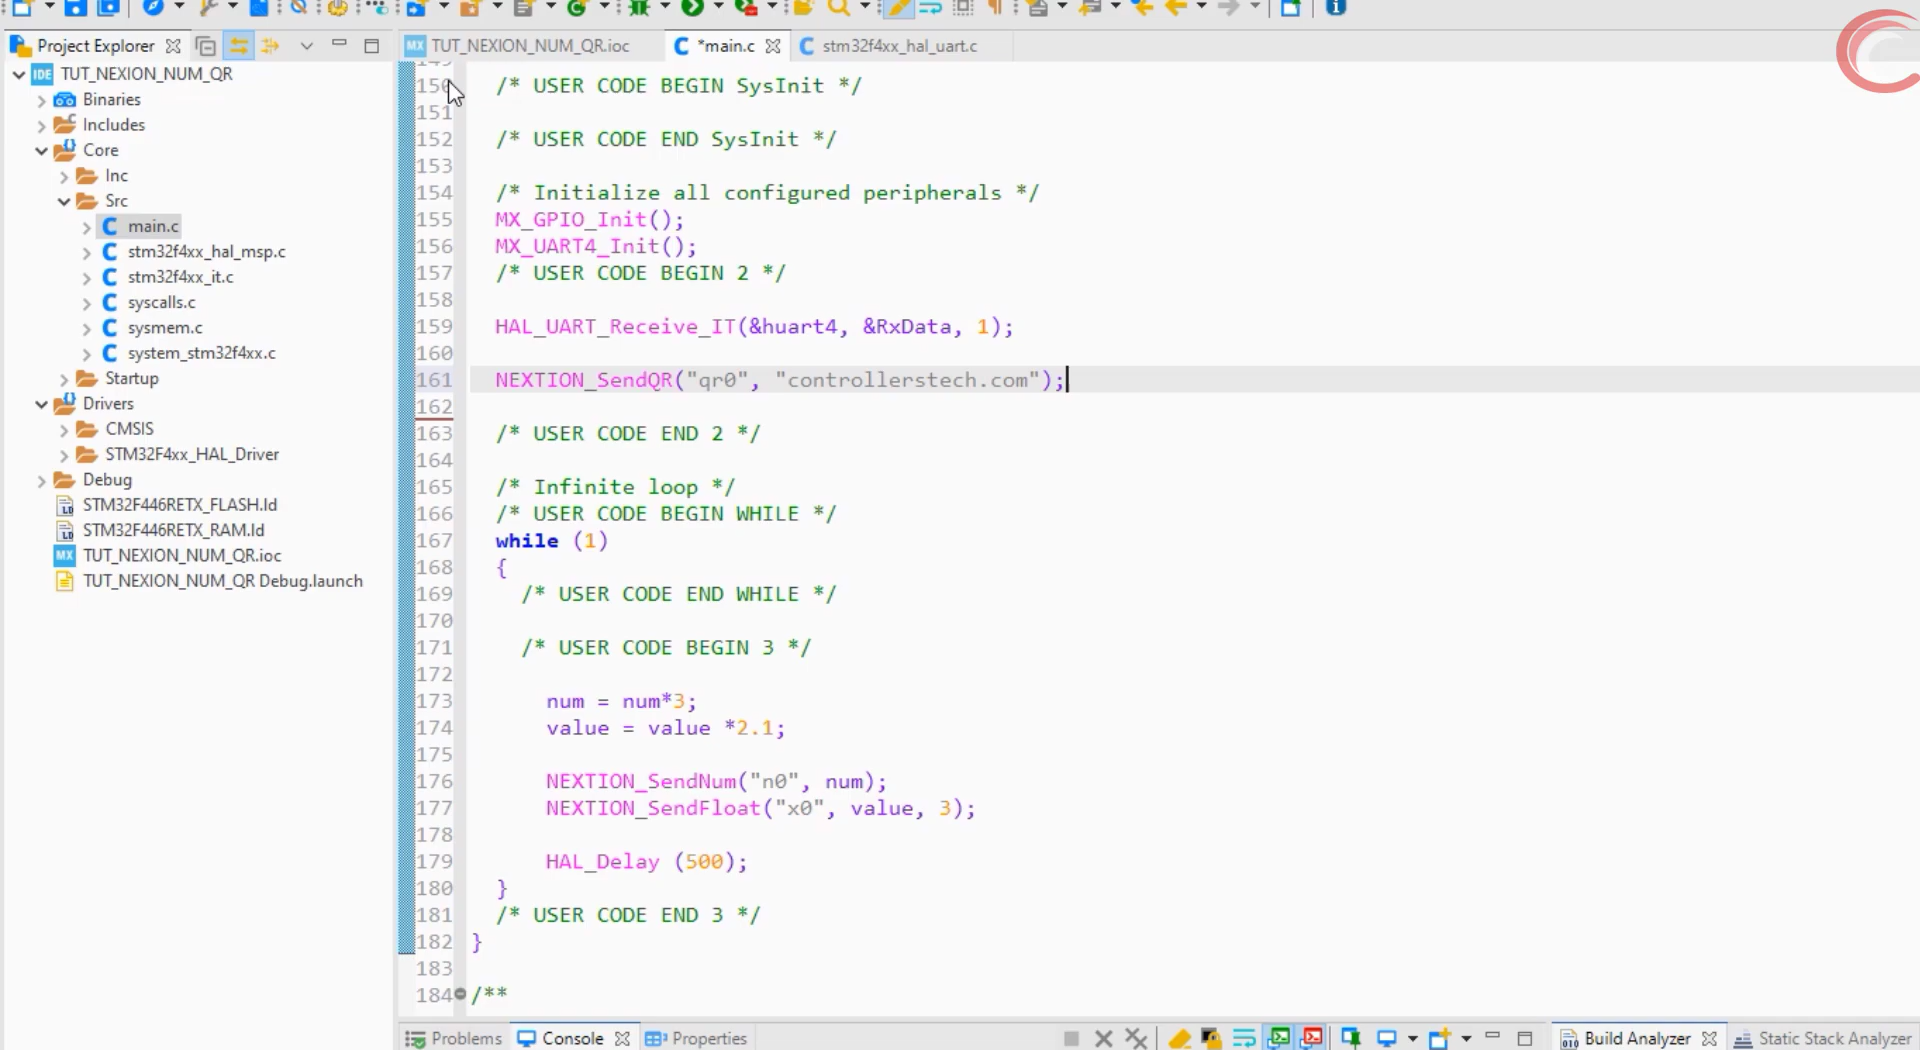 Project Explorer
TUT_NEXION_NUM_QR
Binaries
Includes
Core
Inc
Src
main.c
stm32f4xx_hal_msp.c
stm32f4xx_it.c
syscalls.c
sysmem.c
system_stm32f4xx.c
Startup
Drivers
CMSIS
STM32F4xx_HAL_Driver
Debug
STM32F446RETX_FLASH.ld
STM32F446RETX_RAM.ld
TUT_NEXION_NUM_QR.ioc
TUT_NEXION_NUM_QR Debug.launch
TUT_NEXION_NUM_QR.ioc *main.c stm32f4xx_hal_uart.c
149
150 /* USER CODE BEGIN SysInit */
151
152 /* USER CODE END SysInit */
153
154 /* Initialize all configured peripherals */
155 MX_GPIO_Init();
156 MX_UART4_Init();
157 /* USER CODE BEGIN 2 */
158
159 HAL_UART_Receive_IT(&huart4, &RxData, 1);
160
161 NEXTION_SendQR("qr0", "controllerstech.com");
162
163 /* USER CODE END 2 */
164
165 /* Infinite loop */
166 /* USER CODE BEGIN WHILE */
167 while (1)
168 {
169 /* USER CODE END WHILE */
170
171 /* USER CODE BEGIN 3 */
172
173 num = num*3;
174 value = value *2.1;
175
176 NEXTION_SendNum("n0", num);
177 NEXTION_SendFloat("x0", value, 3);
178
179 HAL_Delay (500);
180 }
181 /* USER CODE END 3 */
182 }
183
184 /**
Problems Console Properties
Build Analyzer Static Stack Analyzer